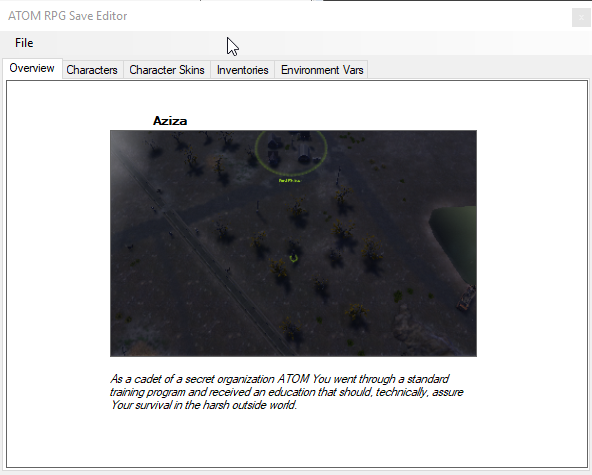 ATOM RPG Save Editor
x
File
Overview Characters Character Skins Inventories Environment Vars
Aziza
As a cadet of a secret organization ATOM You went through a standard
training program and received an education that should, technically, assure
Your survival in the harsh outside world.